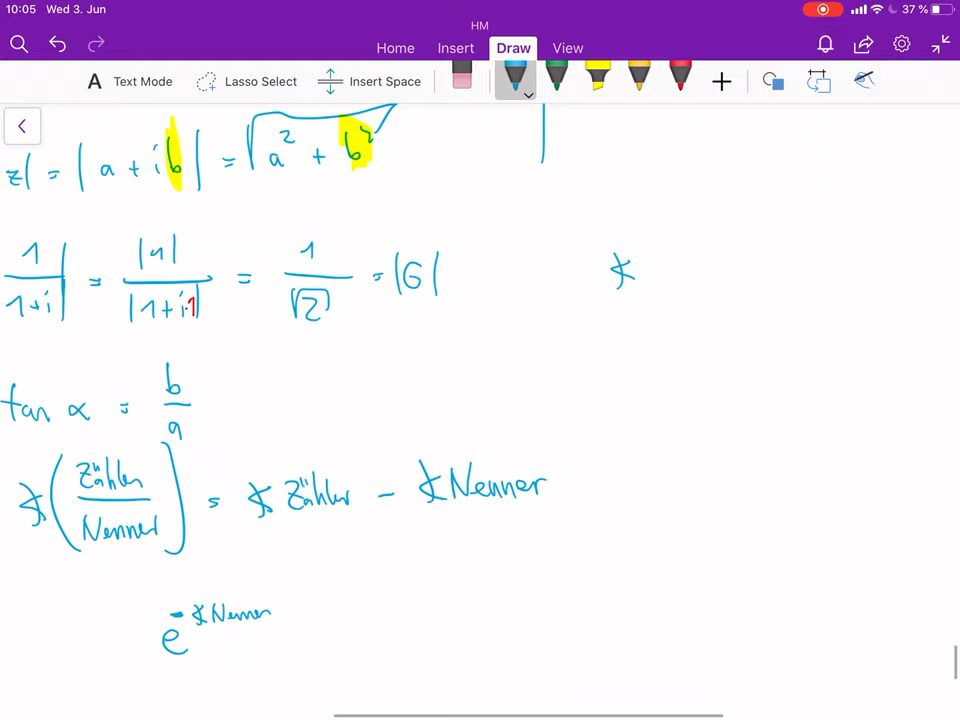 10:05 Wed 3. Jun 37 %
HM
Home Insert Draw View
A Text Mode Lasso Select Insert Space
z| = | a + i b | = √(a² + b²)
1/(1+i)| = |1|/|1+i·1| = 1/√2 = |G| ∡
tan α = b/a
∡(Zähler/Nenner) = ∡ Zähler − ∡ Nenner
e^(−∡ Nenner)